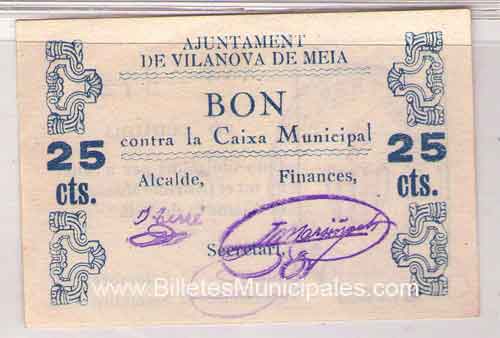 AJUNTAMENT
DE VILANOVA DE MEIA
BON
contra la Caixa Municipal
25 cts.
25 cts.
Alcalde, Finances,
Secretari,
www.BilletesMunicipales.com